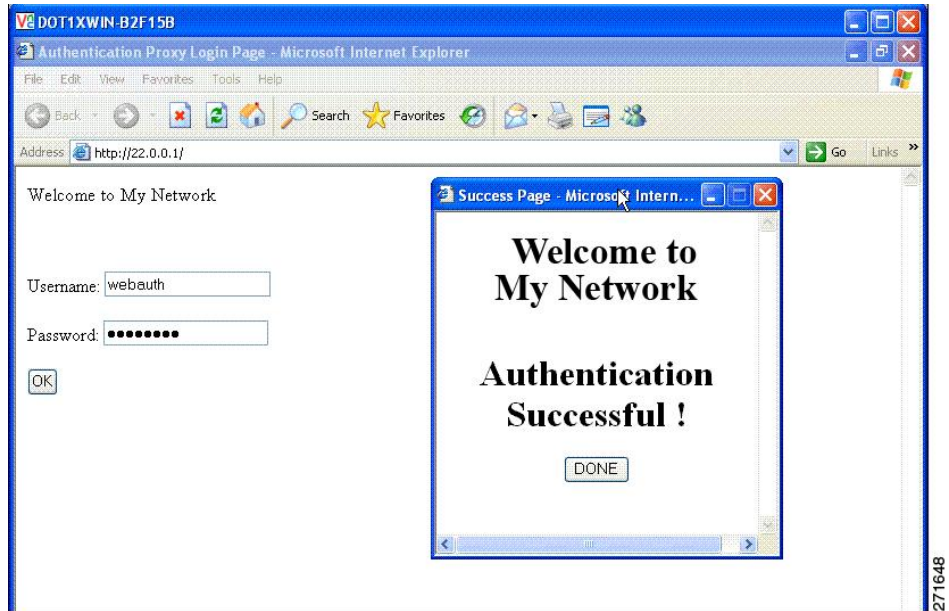 DOT1XWIN-B2F15B
Authentication Proxy Login Page - Microsoft Internet Explorer
File Edit View Favorites Tools Help
Back Search Favorites
Address http://22.0.0.1/ Go Links »
Welcome to My Network
Username: webauth
Password: ●●●●●●●●
OK
Success Page - Microsoft Intern...
Welcome to
My Network
Authentication
Successful !
DONE
271648